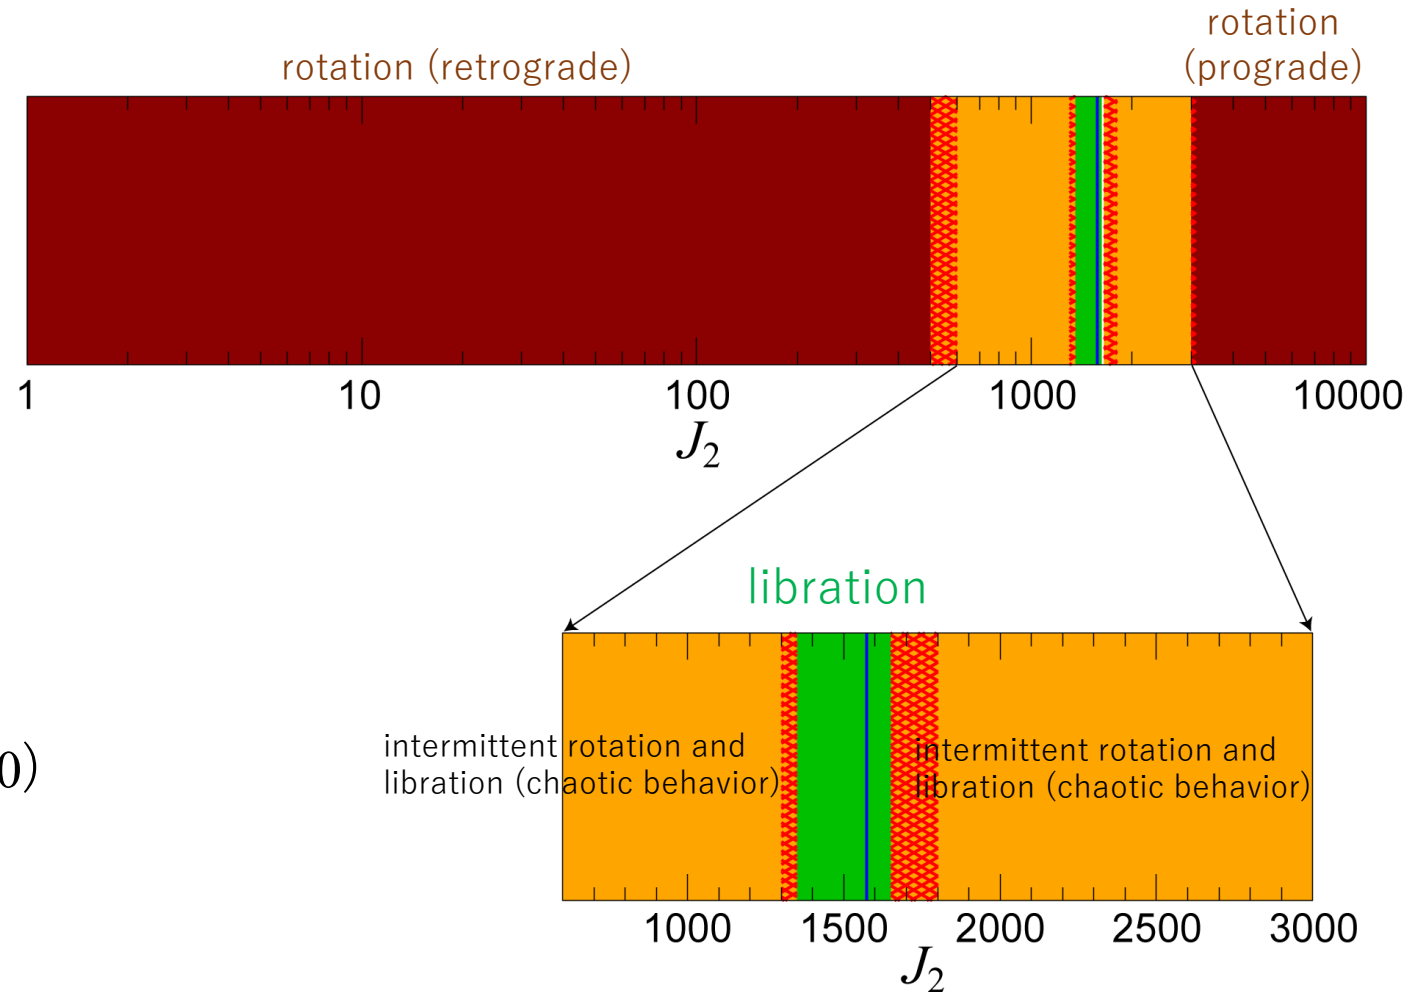 rotation
rotation (retrograde)
(prograde)
1
10
100
1000
10000
J₂
libration
intermittent rotation and
libration (chaotic behavior)
intermittent rotation and
libration (chaotic behavior)
0)
1000
1500
2000
2500
3000
J₂